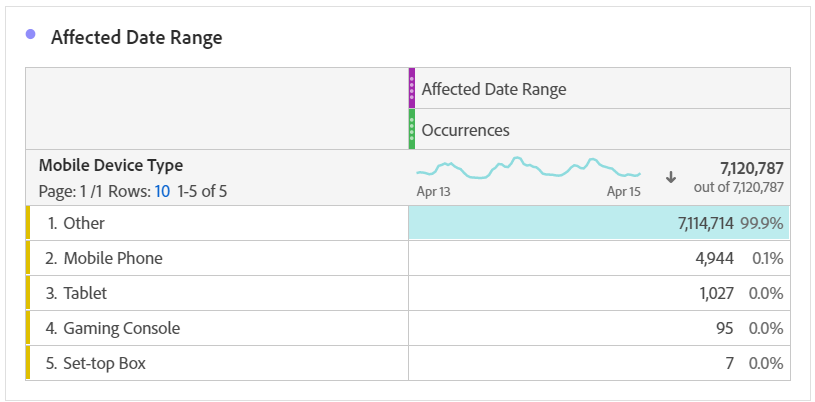 Affected Date Range
Affected Date Range
Occurrences
Mobile Device Type
Page: 1 /1 Rows: 10 1-5 of 5
Apr 13
Apr 15
7,120,787
out of 7,120,787
1. Other 7,114,714 99.9%
2. Mobile Phone 4,944 0.1%
3. Tablet 1,027 0.0%
4. Gaming Console 95 0.0%
5. Set-top Box 7 0.0%